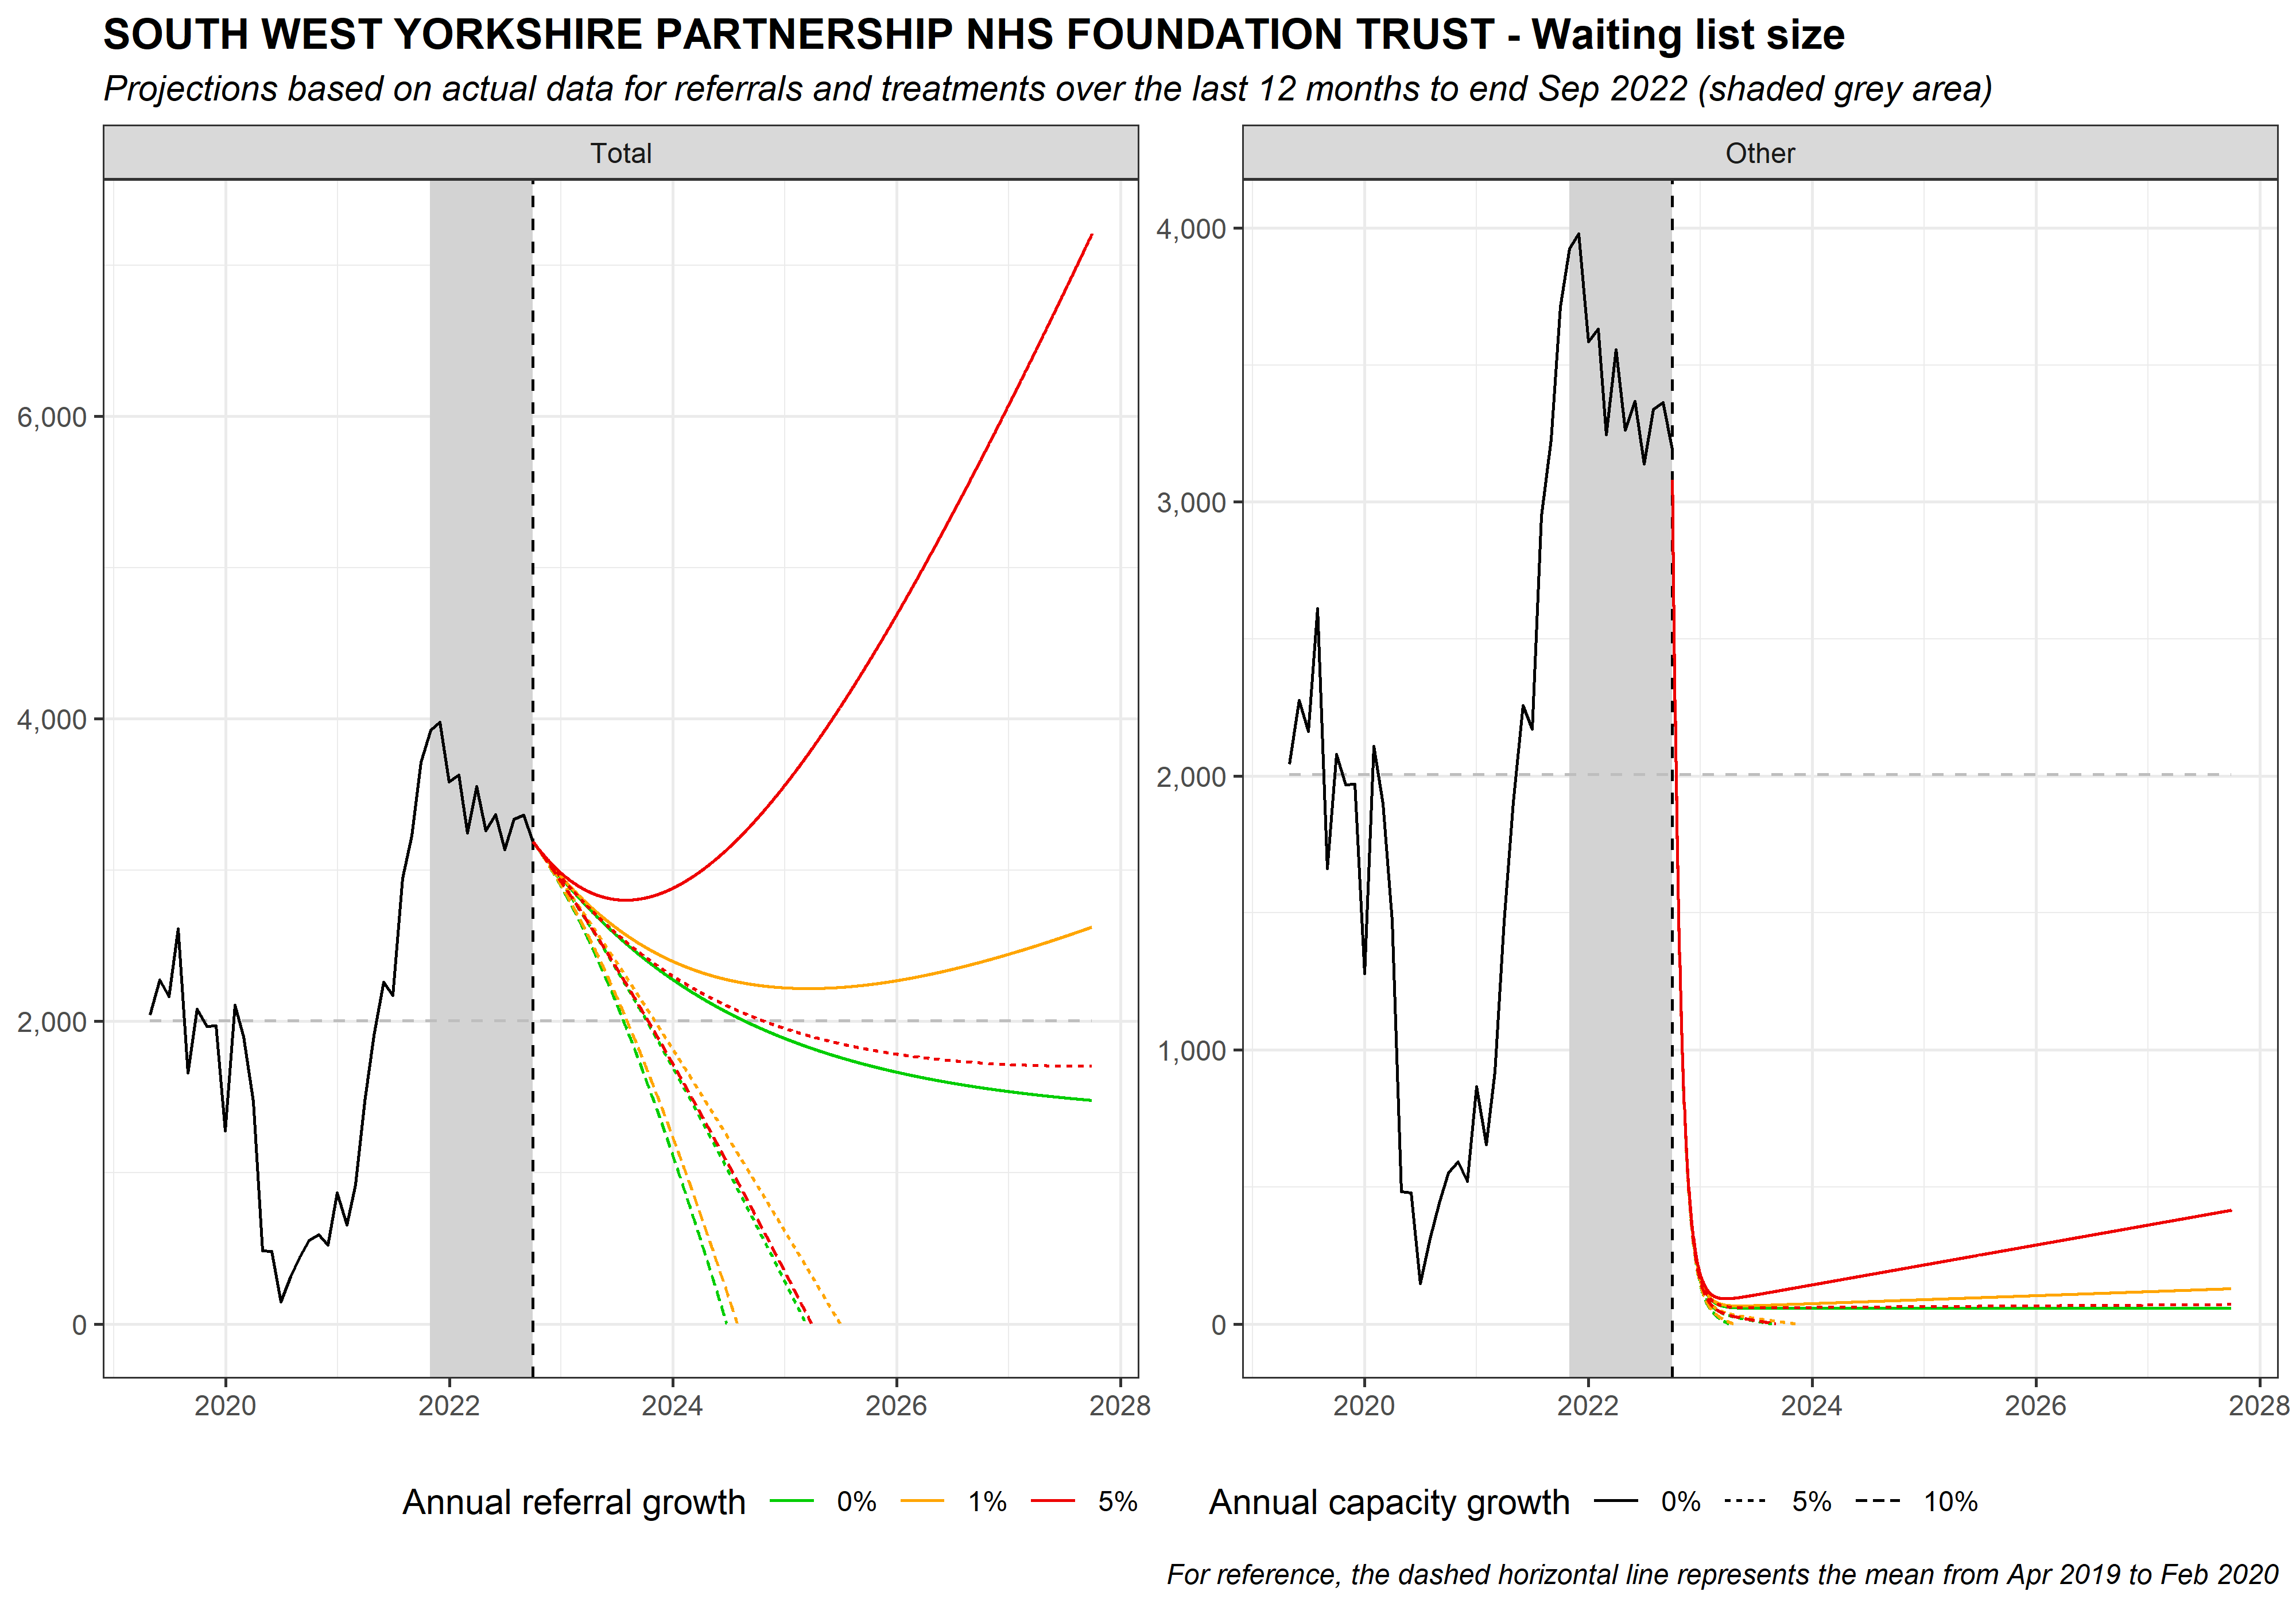 SOUTH WEST YORKSHIRE PARTNERSHIP NHS FOUNDATION TRUST - Waiting list size
Projections based on actual data for referrals and treatments over the last 12 months to end Sep 2022 (shaded grey area)
Total
6,000
4,000
2,000
0
2020 2022 2024 2026 2028
Other
4,000
3,000
2,000
1,000
0
2020 2022 2024 2026 2028
Annual referral growth 0% 1% 5%
Annual capacity growth 0% 5% 10%
For reference, the dashed horizontal line represents the mean from Apr 2019 to Feb 2020